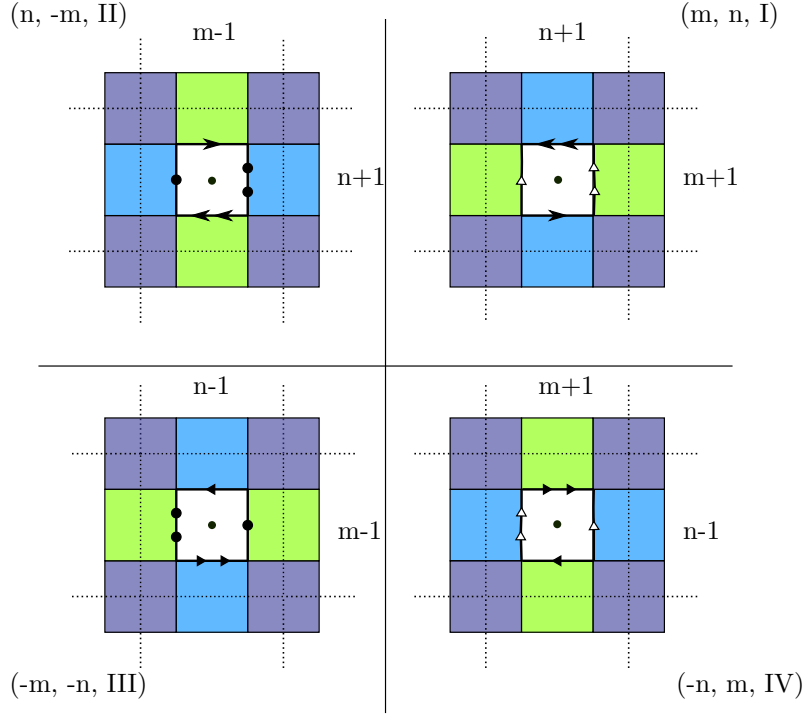 (n, -m, II)
m-1
n+1
(m, n, I)
n+1
m+1
n-1
m-1
(-m, -n, III)
m+1
n-1
(-n, m, IV)